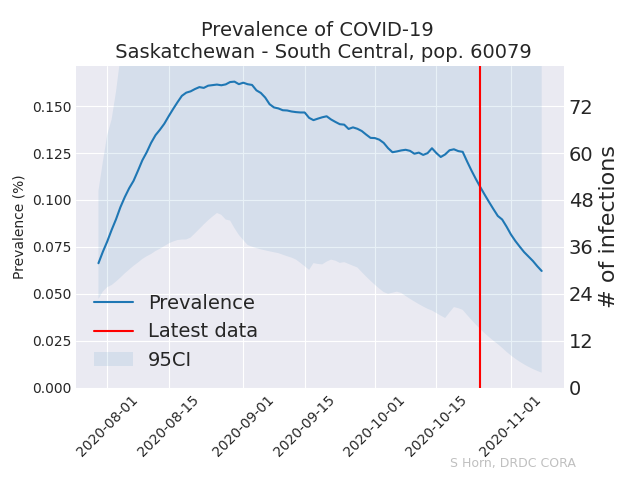 Prevalence of COVID-19
Saskatchewan - South Central, pop. 60079
Prevalence (%)
0.150
0.125
0.100
0.075
0.050
0.025
0.000
72
60
48
36
24
12
0
# of Infections
Prevalence
Latest data
95CI
2020-08-01
2020-08-15
2020-09-01
2020-09-15
2020-10-01
2020-10-15
2020-11-01
S Horn, DRDC CORA